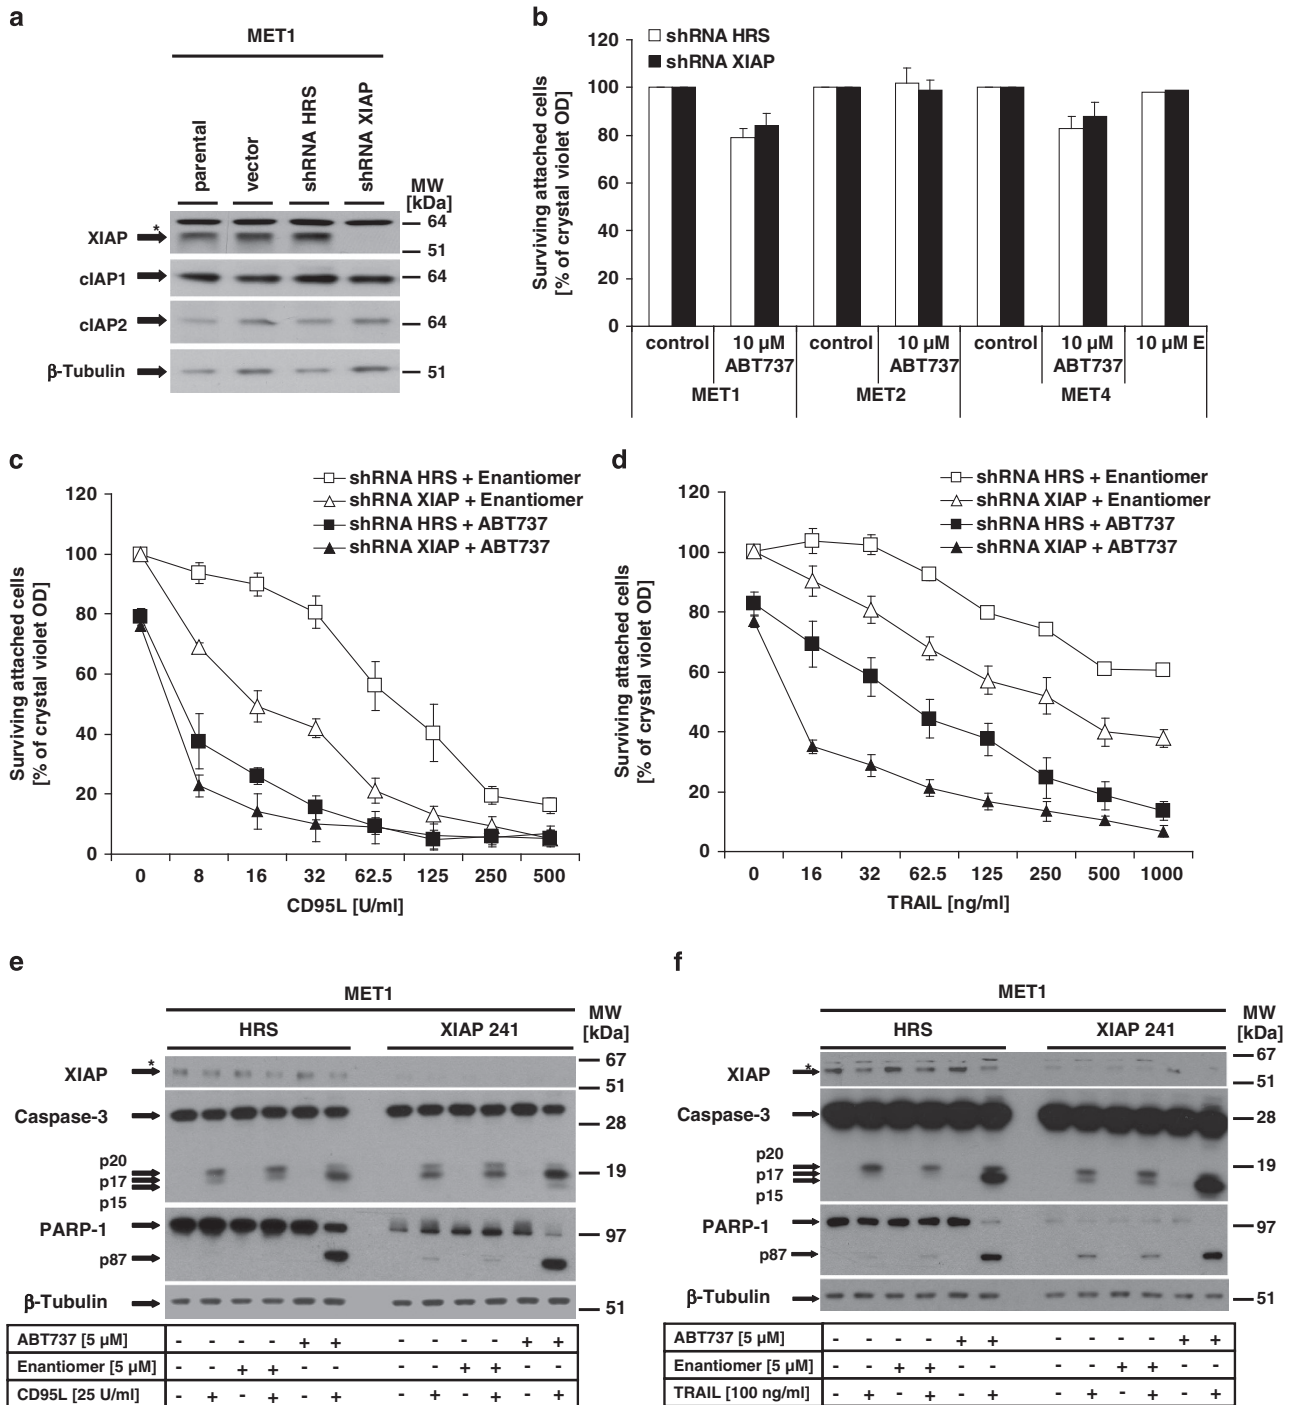 a
MET1
parental
vector
shRNA HRS
shRNA XIAP
MW
[kDa]
XIAP
*
64
51
cIAP1
64
cIAP2
64
β-Tubulin
51
b
shRNA HRS
shRNA XIAP
Surviving attached cells
[% of crystal violet OD]
120
100
80
60
40
20
0
control
10 µM
ABT737
control
10 µM
ABT737
control
10 µM
ABT737
10 µM E
MET1
MET2
MET4
c
shRNA HRS + Enantiomer
shRNA XIAP + Enantiomer
shRNA HRS + ABT737
shRNA XIAP + ABT737
Surviving attached cells
[% of crystal violet OD]
120
100
80
60
40
20
0
0 8 16 32 62.5 125 250 500
CD95L [U/ml]
d
shRNA HRS + Enantiomer
shRNA XIAP + Enantiomer
shRNA HRS + ABT737
shRNA XIAP + ABT737
Surviving attached cells
[% of crystal violet OD]
120
100
80
60
40
20
0
0 16 32 62.5 125 250 500 1000
TRAIL [ng/ml]
e
MET1
HRS
XIAP 241
MW
[kDa]
XIAP
*
67
51
Caspase-3
28
p20
p17
p15
19
PARP-1
97
p87
β-Tubulin
51
ABT737 [5 µM] - - - - + + - - - - + +
Enantiomer [5 µM] - - + + - - - - + + - -
CD95L [25 U/ml] - + - + - + - + - + - +
f
MET1
HRS
XIAP 241
MW
[kDa]
XIAP
*
67
51
Caspase-3
28
p20
p17
p15
19
PARP-1
97
p87
β-Tubulin
51
ABT737 [5 µM] - - - - + + - - - - + +
Enantiomer [5 µM] - - + + - - - - + + - -
TRAIL [100 ng/ml] - + - + - + - + - + - +